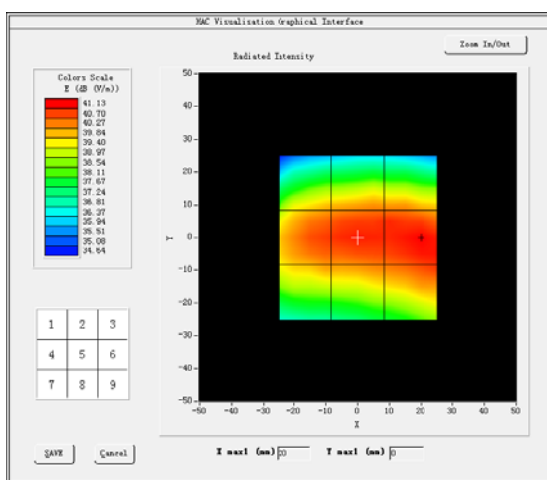 HAC Visualisation Graphical Interface
Zoom In/Out
Radiated Intensity
Colors Scale
E (dB (V/m))
41.13
40.70
40.27
39.84
39.40
38.97
38.54
38.11
37.67
37.24
36.81
36.37
35.94
35.51
35.08
34.64
50
40
30
20
10
0
-10
-20
-30
-40
-50
Y
-50 -40 -30 -20 -10 0 10 20 30 40 50
X
1 2 3
4 5 6
7 8 9
SAVE
Cancel
X max1 (mm)
Y max1 (mm) 0